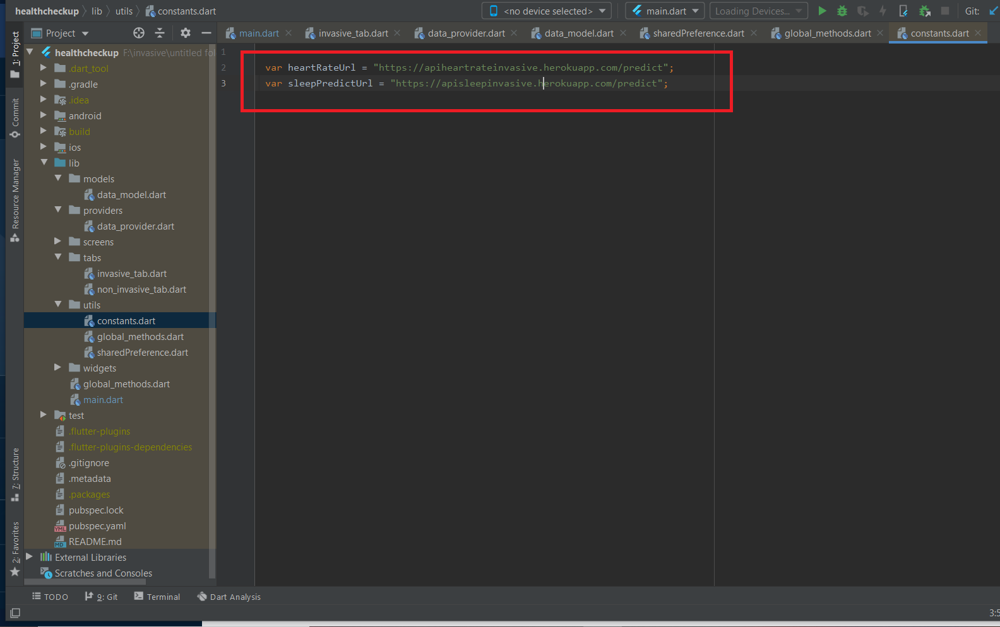 healthcheckup lib utils constants.dart <no device selected> main.dart Loading Devices... Git:
1: Project
Project
main.dart invasive_tab.dart data_provider.dart data_model.dart sharedPreference.dart global_methods.dart constants.dart
healthcheckup F:\invasive\untitled fol
.dart_tool
.gradle
.idea
android
build
ios
lib
models
data_model.dart
providers
data_provider.dart
screens
tabs
invasive_tab.dart
non_invasive_tab.dart
utils
constants.dart
global_methods.dart
sharedPreference.dart
widgets
global_methods.dart
main.dart
test
.flutter-plugins
.flutter-plugins-dependencies
.gitignore
.metadata
.packages
pubspec.lock
YML pubspec.yaml
MD README.md
External Libraries
Scratches and Consoles
Commit
Resource Manager
7: Structure
2: Favorites
1
2 var heartRateUrl = "https://apiheartrateinvasive.herokuapp.com/predict";
3 var sleepPredictUrl = "https://apisleepinvasive.herokuapp.com/predict";
TODO 9: Git Terminal Dart Analysis
3:5